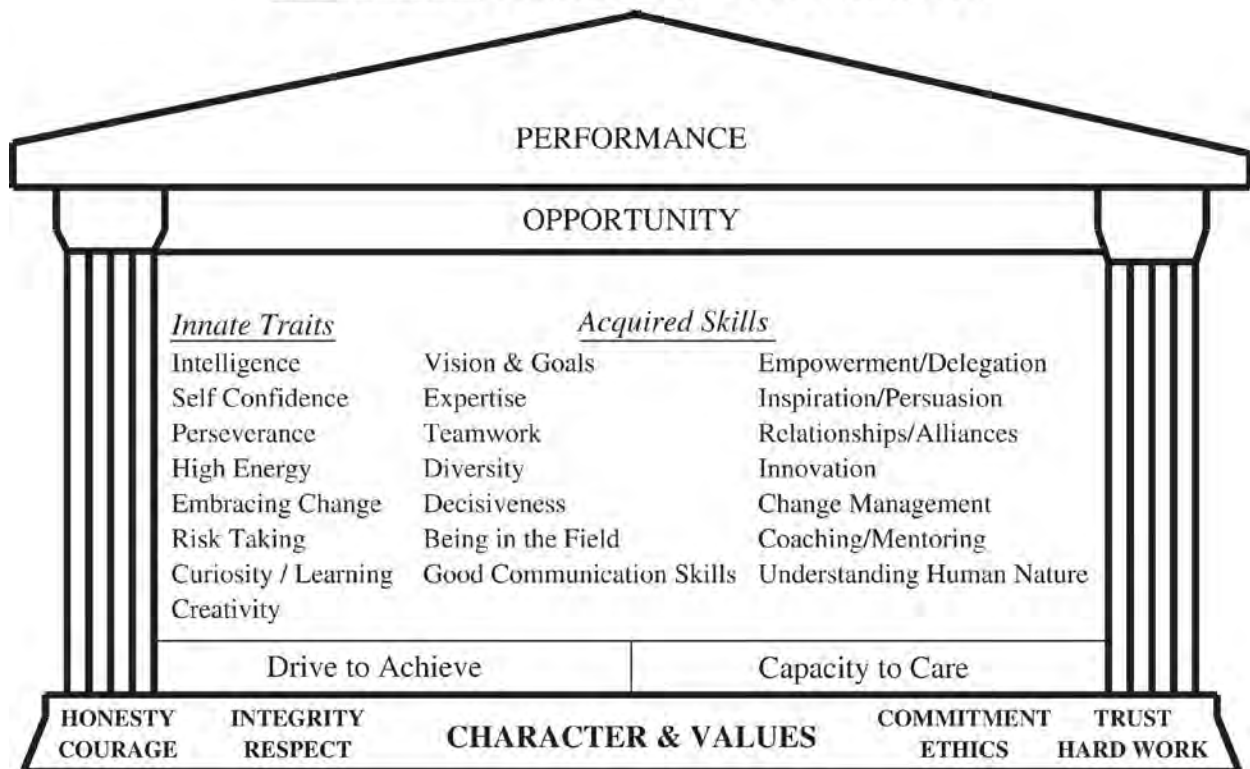 PERFORMANCE
OPPORTUNITY
Innate Traits
Intelligence
Self Confidence
Perseverance
High Energy
Embracing Change
Risk Taking
Curiosity / Learning
Creativity
Acquired Skills
Vision & Goals
Expertise
Teamwork
Diversity
Decisiveness
Being in the Field
Good Communication Skills
Empowerment/Delegation
Inspiration/Persuasion
Relationships/Alliances
Innovation
Change Management
Coaching/Mentoring
Understanding Human Nature
Drive to Achieve
Capacity to Care
HONESTY
COURAGE
INTEGRITY
RESPECT
CHARACTER & VALUES
COMMITMENT
ETHICS
TRUST
HARD WORK